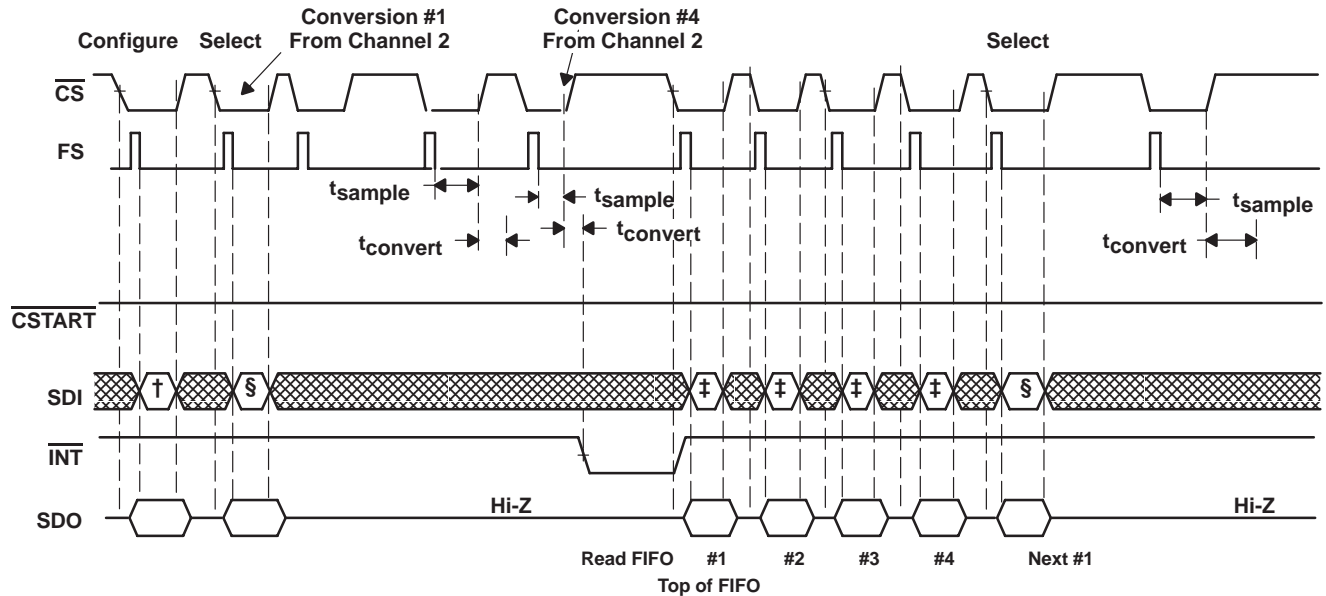 Conversion #1
From Channel 2
Conversion #4
From Channel 2
Configure
Select
Select
CS
FS
tsample
tsample
tsample
tconvert
tconvert
tconvert
CSTART
SDI
†
§
‡
‡
‡
‡
§
INT
SDO
Hi-Z
Hi-Z
Read FIFO
#1
#2
#3
#4
Next #1
Top of FIFO